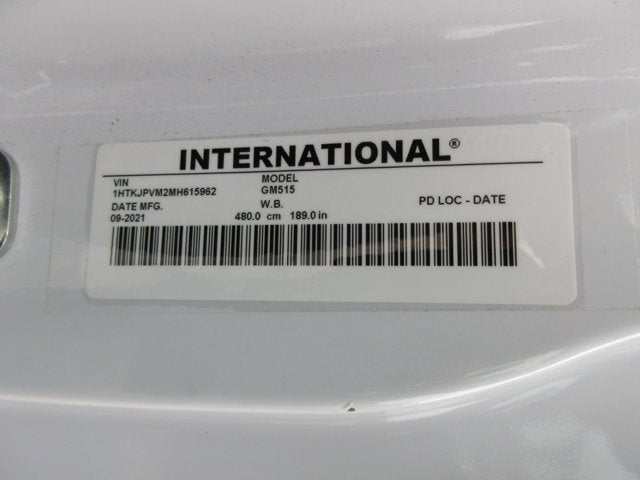 INTERNATIONAL®
VIN MODEL
1HTKJPVM2MH615962 GM515
DATE MFG. W.B. PD LOC - DATE
09-2021 480.0 cm 189.0 in